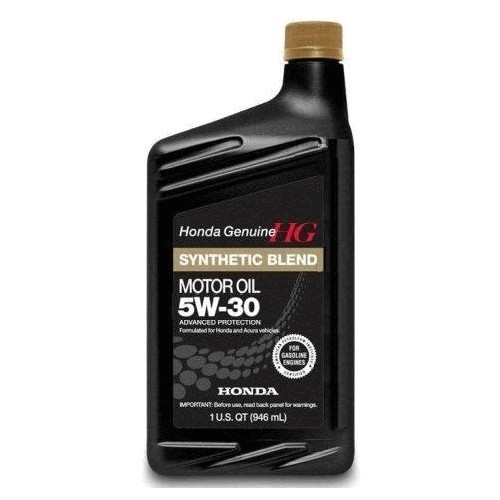 Honda Genuine HG
SYNTHETIC BLEND
MOTOR OIL
5W-30
ADVANCED PROTECTION
Formulated for Honda and Acura vehicles.
FOR
GASOLINE
ENGINES
CERTIFIED
HONDA
IMPORTANT: Before use, read back panel for warnings.
1 U.S. QT (946 mL)